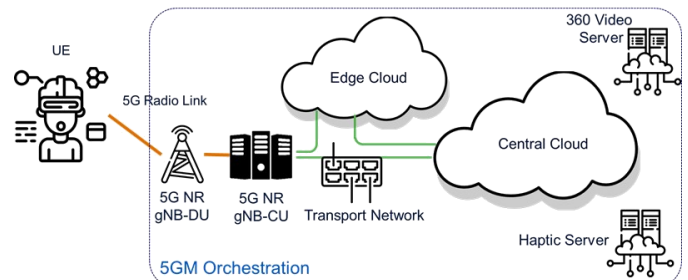 360 Video
Server
UE
Edge Cloud
5G Radio Link
Central Cloud
5G NR
gNB-DU
5G NR
gNB-CU
Transport Network
Haptic Server
5GM Orchestration